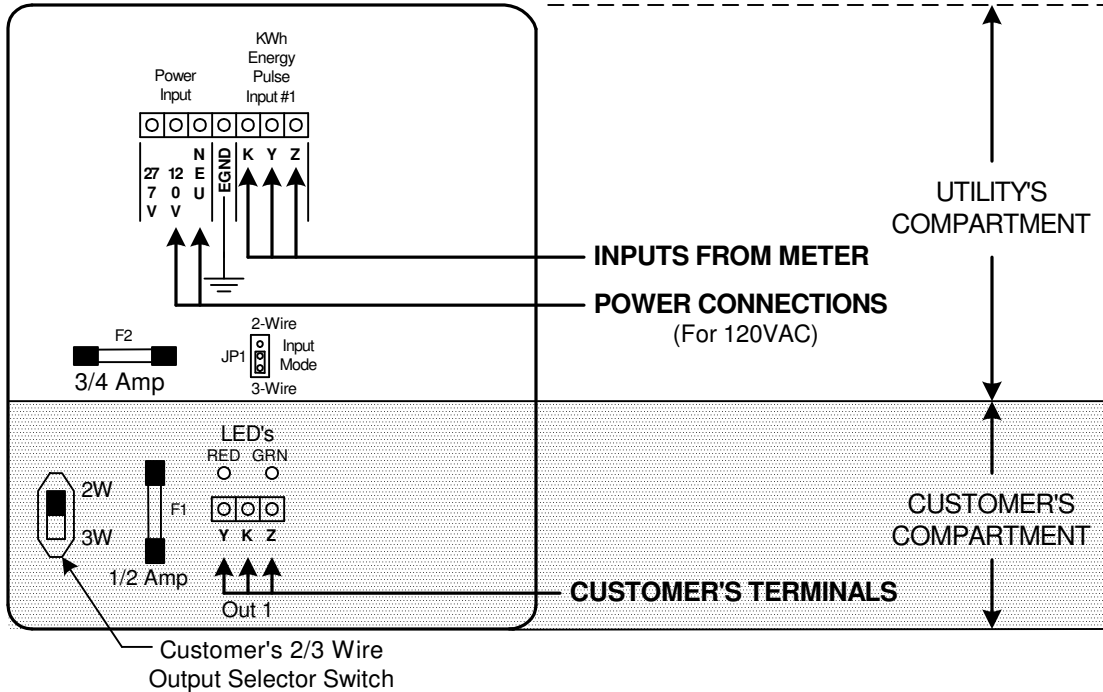 KWh
Energy
Pulse
Input #1
Power
Input
27
7
V
12
0
V
N
E
U
EGND
K Y Z
UTILITY'S
COMPARTMENT
INPUTS FROM METER
POWER CONNECTIONS
(For 120VAC)
F2
3/4 Amp
2-Wire
JP1
Input
Mode
3-Wire
LED's
RED GRN
2W
3W
F1
1/2 Amp
Y K Z
Out 1
CUSTOMER'S
COMPARTMENT
CUSTOMER'S TERMINALS
Customer's 2/3 Wire
Output Selector Switch